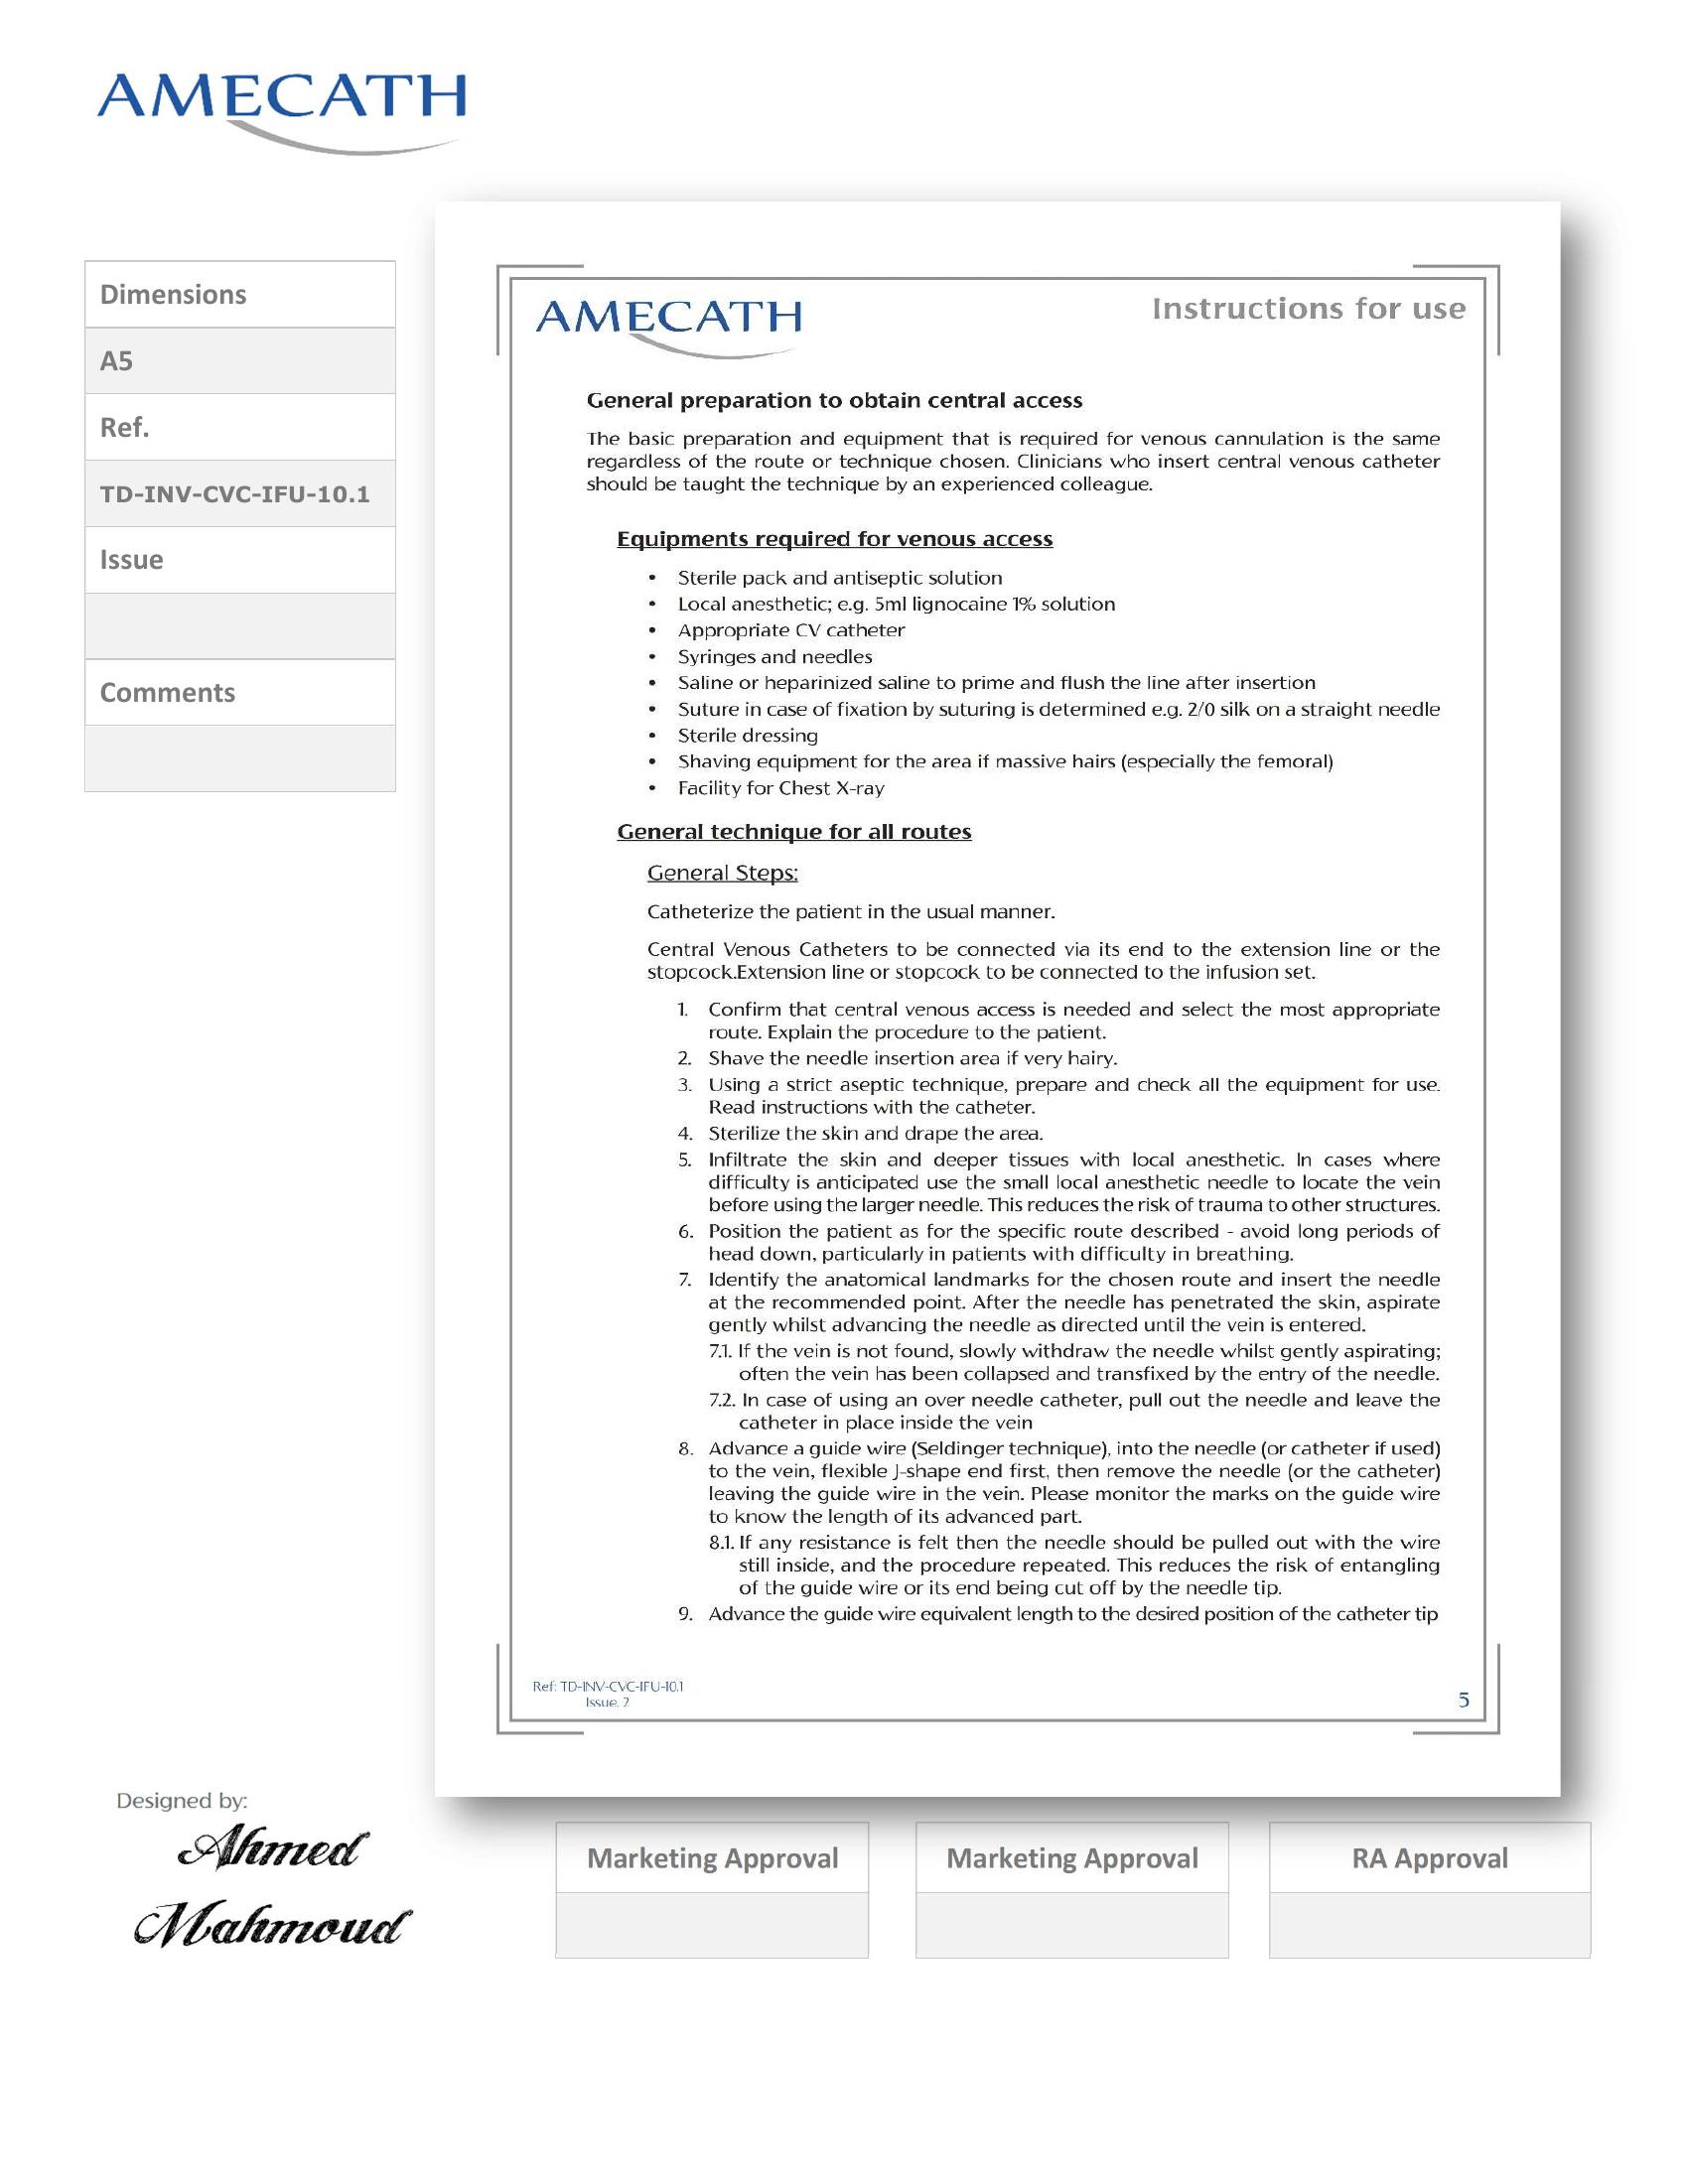 AMECATH
Dimensions
A5
Ref.
TD-INV-CVC-IFU-10.1
Issue
Comments
AMECATH
Instructions for use
General preparation to obtain central access
The basic preparation and equipment that is required for venous cannulation is the same
regardless of the route or technique chosen. Clinicians who insert central venous catheter
should be taught the technique by an experienced colleague.
Equipments required for venous access
• Sterile pack and antiseptic solution
• Local anesthetic; e.g. 5ml lignocaine 1% solution
• Appropriate CV catheter
• Syringes and needles
• Saline or heparinized saline to prime and flush the line after insertion
• Suture in case of fixation by suturing is determined e.g. 2/0 silk on a straight needle
• Sterile dressing
• Shaving equipment for the area if massive hairs (especially the femoral)
• Facility for Chest X-ray
General technique for all routes
General Steps:
Catheterize the patient in the usual manner.
Central Venous Catheters to be connected via its end to the extension line or the
stopcock.Extension line or stopcock to be connected to the infusion set.
1. Confirm that central venous access is needed and select the most appropriate
route. Explain the procedure to the patient.
2. Shave the needle insertion area if very hairy.
3. Using a strict aseptic technique, prepare and check all the equipment for use.
Read instructions with the catheter.
4. Sterilize the skin and drape the area.
5. Infiltrate the skin and deeper tissues with local anesthetic. In cases where
difficulty is anticipated use the small local anesthetic needle to locate the vein
before using the larger needle. This reduces the risk of trauma to other structures.
6. Position the patient as for the specific route described - avoid long periods of
head down, particularly in patients with difficulty in breathing.
7. Identify the anatomical landmarks for the chosen route and insert the needle
at the recommended point. After the needle has penetrated the skin, aspirate
gently whilst advancing the needle as directed until the vein is entered.
7.1. If the vein is not found, slowly withdraw the needle whilst gently aspirating;
often the vein has been collapsed and transfixed by the entry of the needle.
7.2. In case of using an over needle catheter, pull out the needle and leave the
catheter in place inside the vein
8. Advance a guide wire (Seldinger technique), into the needle (or catheter if used)
to the vein, flexible J-shape end first, then remove the needle (or the catheter)
leaving the guide wire in the vein. Please monitor the marks on the guide wire
to know the length of its advanced part.
8.1. If any resistance is felt then the needle should be pulled out with the wire
still inside, and the procedure repeated. This reduces the risk of entangling
of the guide wire or its end being cut off by the needle tip.
9. Advance the guide wire equivalent length to the desired position of the catheter tip
Ref: TD-INV-CVC-IFU-10.1
Issue. 2
5
Designed by:
Ahmed
Mahmoud
Marketing Approval
Marketing Approval
RA Approval